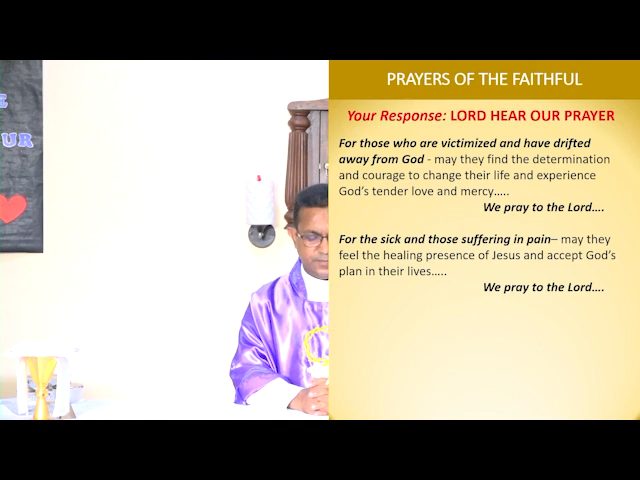 E
UR
PRAYERS OF THE FAITHFUL
Your Response: LORD HEAR OUR PRAYER
For those who are victimized and have drifted
away from God - may they find the determination
and courage to change their life and experience
God's tender love and mercy.....
We pray to the Lord....
For the sick and those suffering in pain– may they
feel the healing presence of Jesus and accept God's
plan in their lives.....
We pray to the Lord....